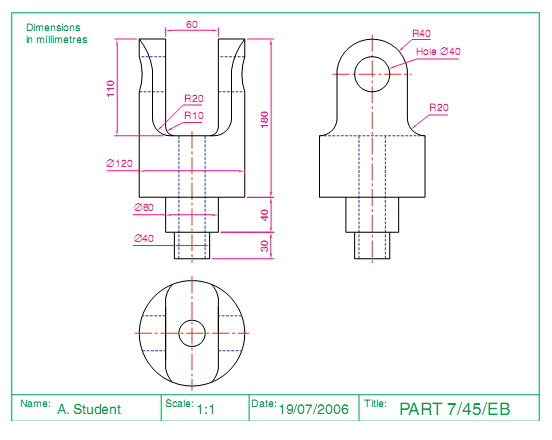 Dimensions
in millimetres
60
R40
Hole Ø40
110
R20
R10
180
R20
Ø120
Ø60
40
Ø40
30
Name: A. Student
Scale: 1:1
Date: 19/07/2006
Title: PART 7/45/EB